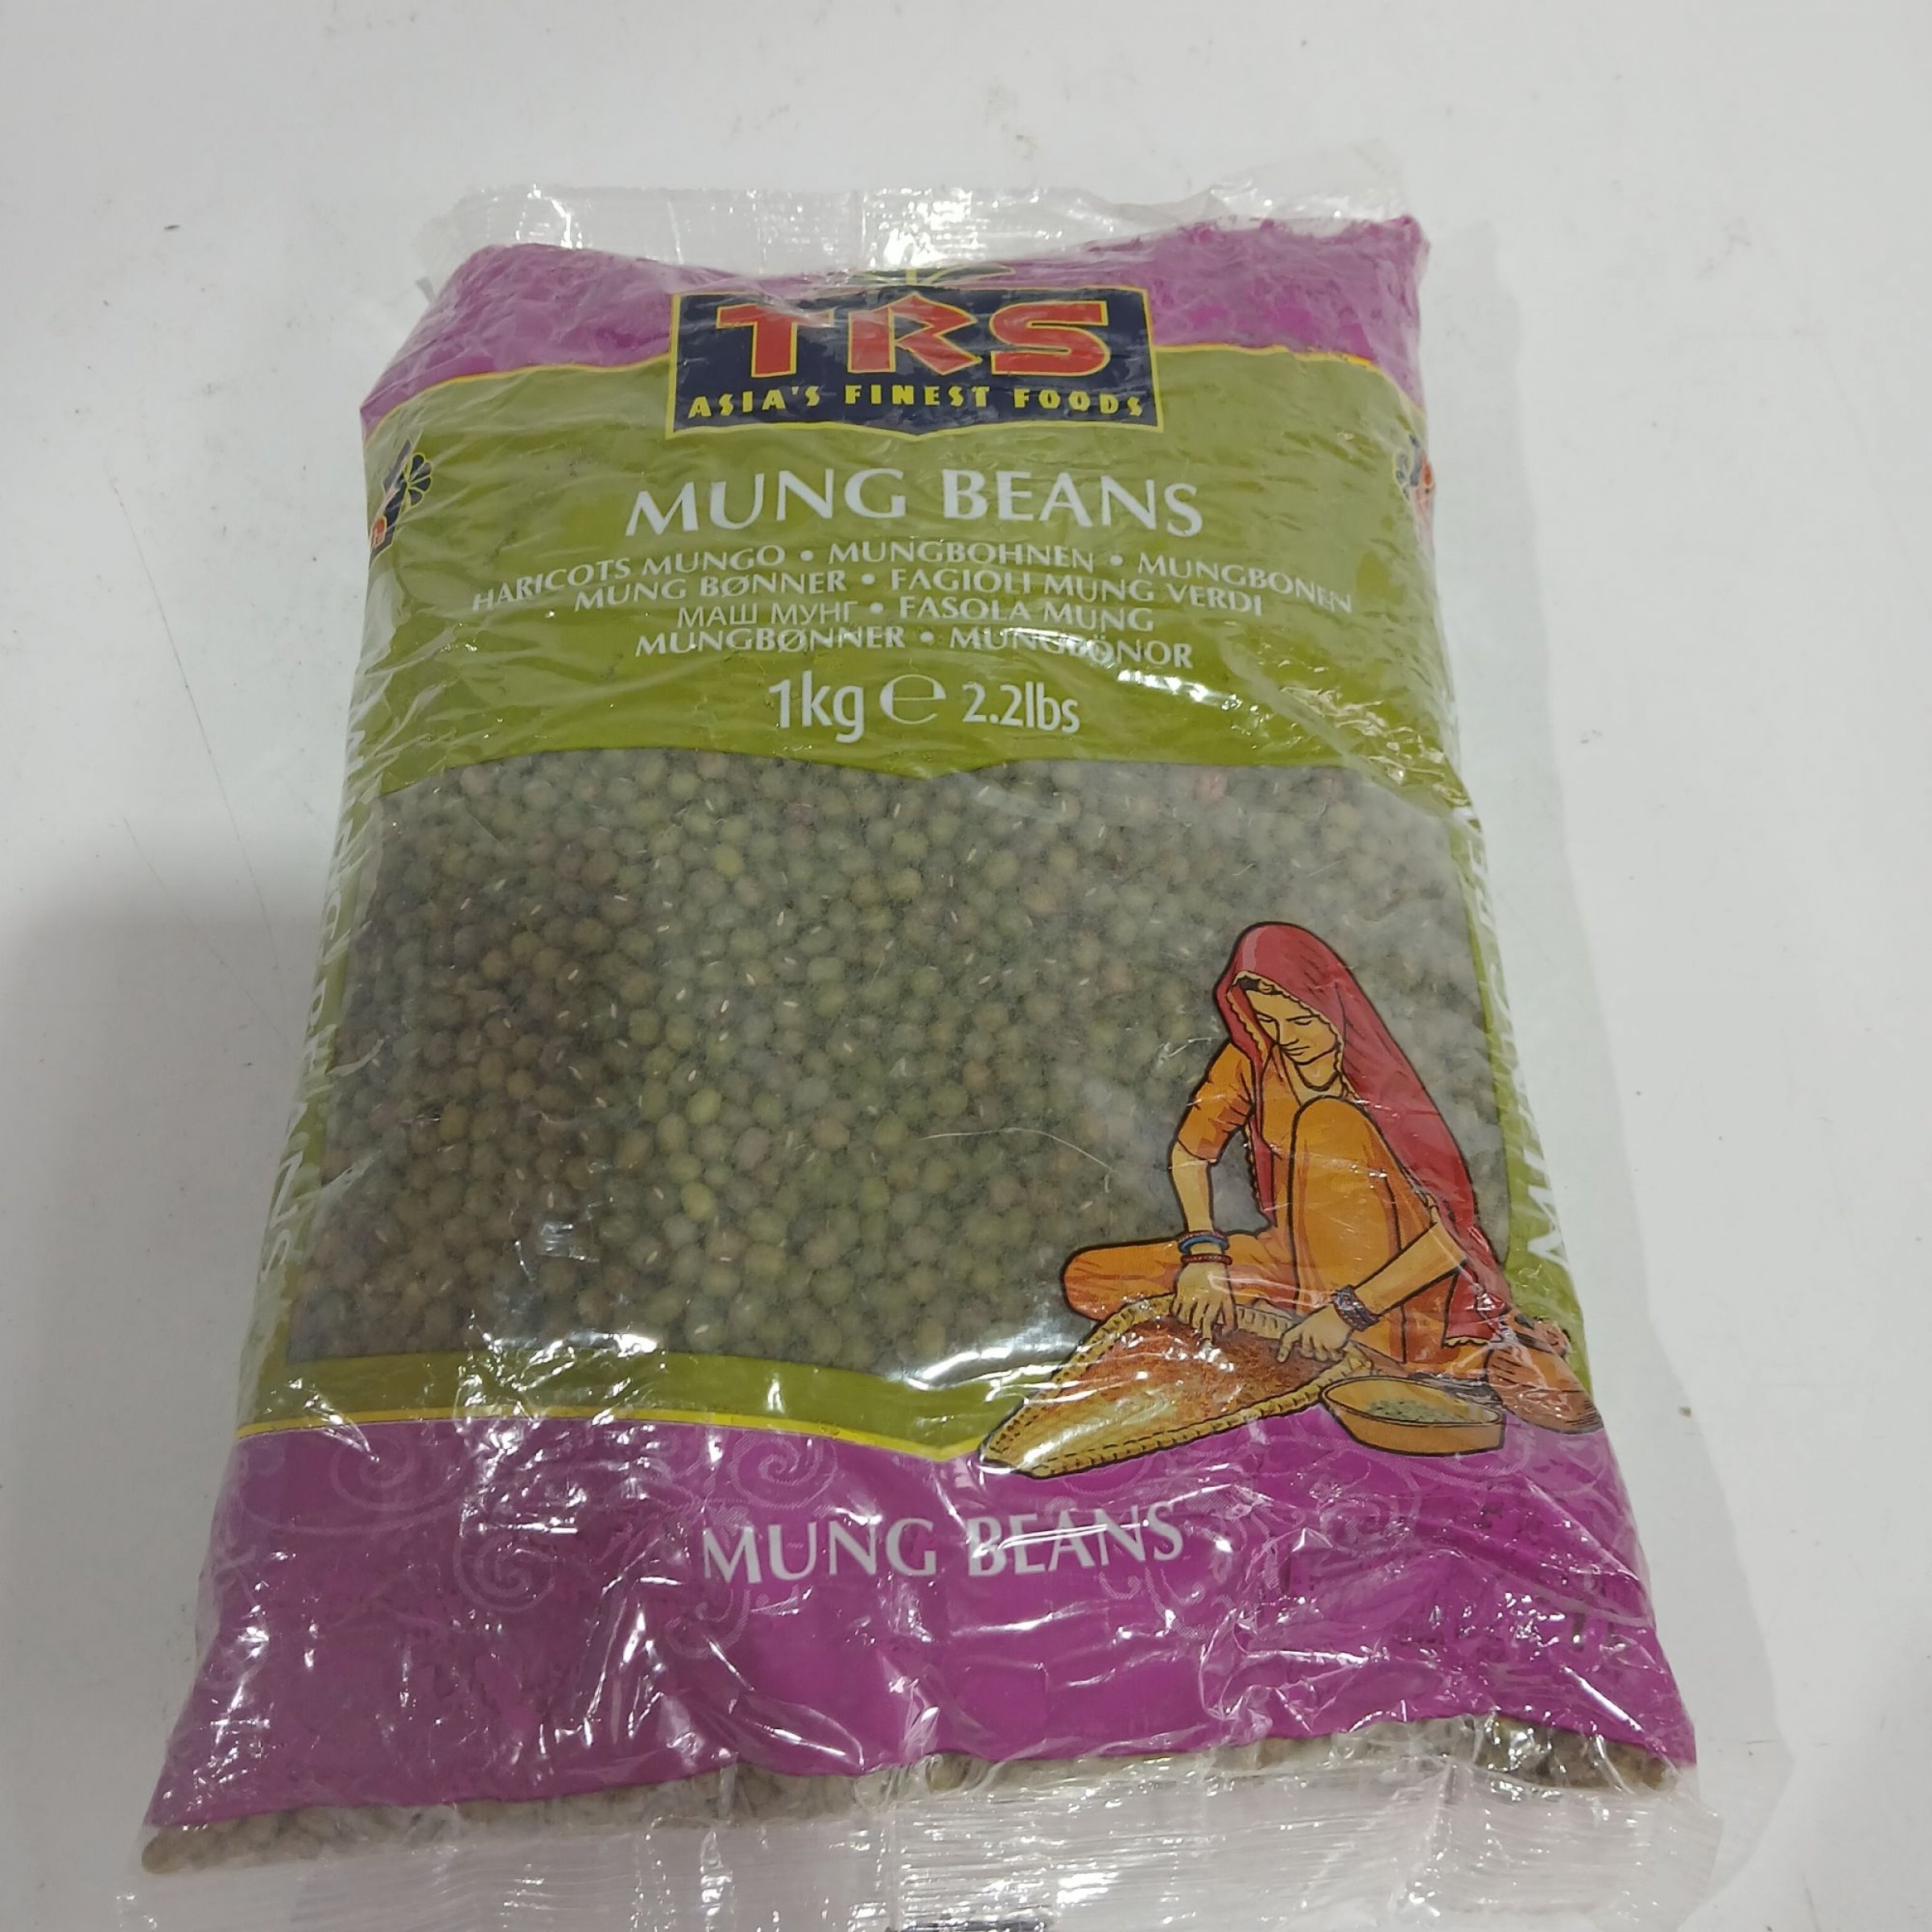 TRS
ASIA'S FINEST FOODS
MUNG BEANS
HARICOTS MUNGO • MUNGBOHNEN • MUNGBONEN
MUNG BØNNER • FAGIOLI MUNG VERDI
МАШ МУНГ • FASOLA MUNG
MUNGBØNNER • MUNGBÖNOR
1kg ℮ 2.2lbs
MUNG BEANS